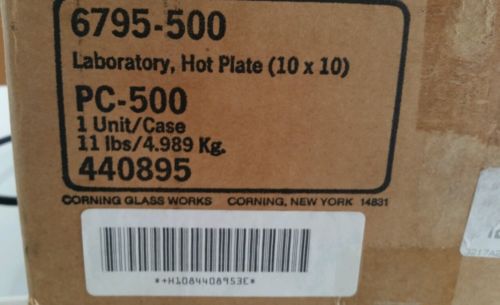 6795-500
Laboratory, Hot Plate (10 x 10)
PC-500
1 Unit/Case
11 lbs/4.989 Kg.
440895
CORNING GLASS WORKS CORNING, NEW YORK 14831
*+H1084408953E*